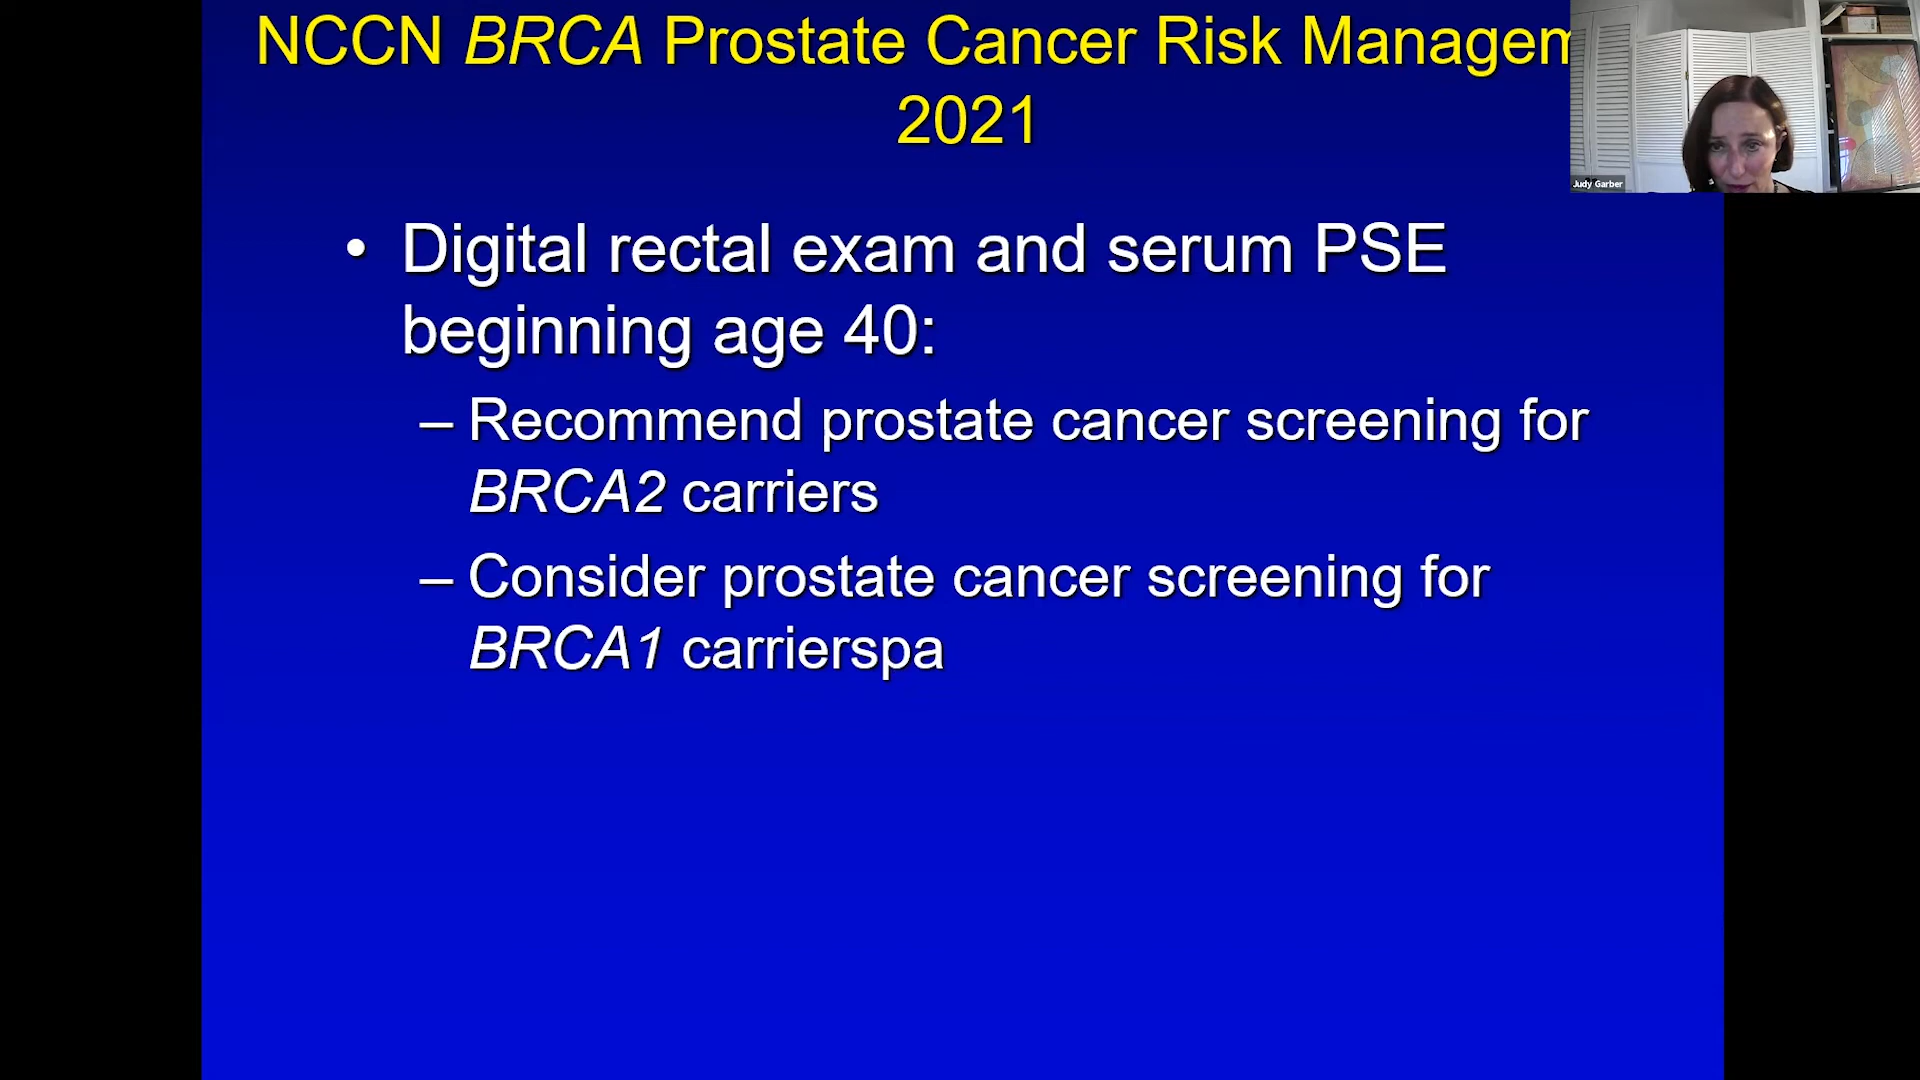 NCCN BRCA Prostate Cancer Risk Managem
2021
Judy Garber
• Digital rectal exam and serum PSE
beginning age 40:
– Recommend prostate cancer screening for
BRCA2 carriers
– Consider prostate cancer screening for
BRCA1 carrierspa